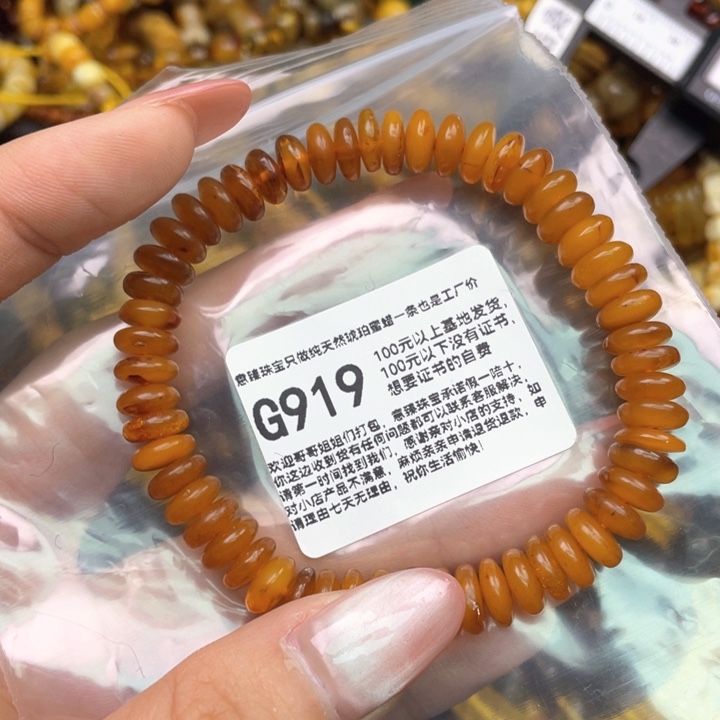 意臻珠宝只做纯天然琥珀蜜蜡一条也是工厂价
G919
100元以上基地发货，
100元以下没有证书，
想要证书的自费
欢迎哥哥姐姐们打包，意臻珠宝承诺假一赔十，如
你这边收到货有任何问题都可以联系客服解决，
请第一时间找到我们，感谢亲对小店的支持，如
对小店产品不满意，麻烦亲亲申请退货退款，申
请理由七天无理由，祝你生活愉快！